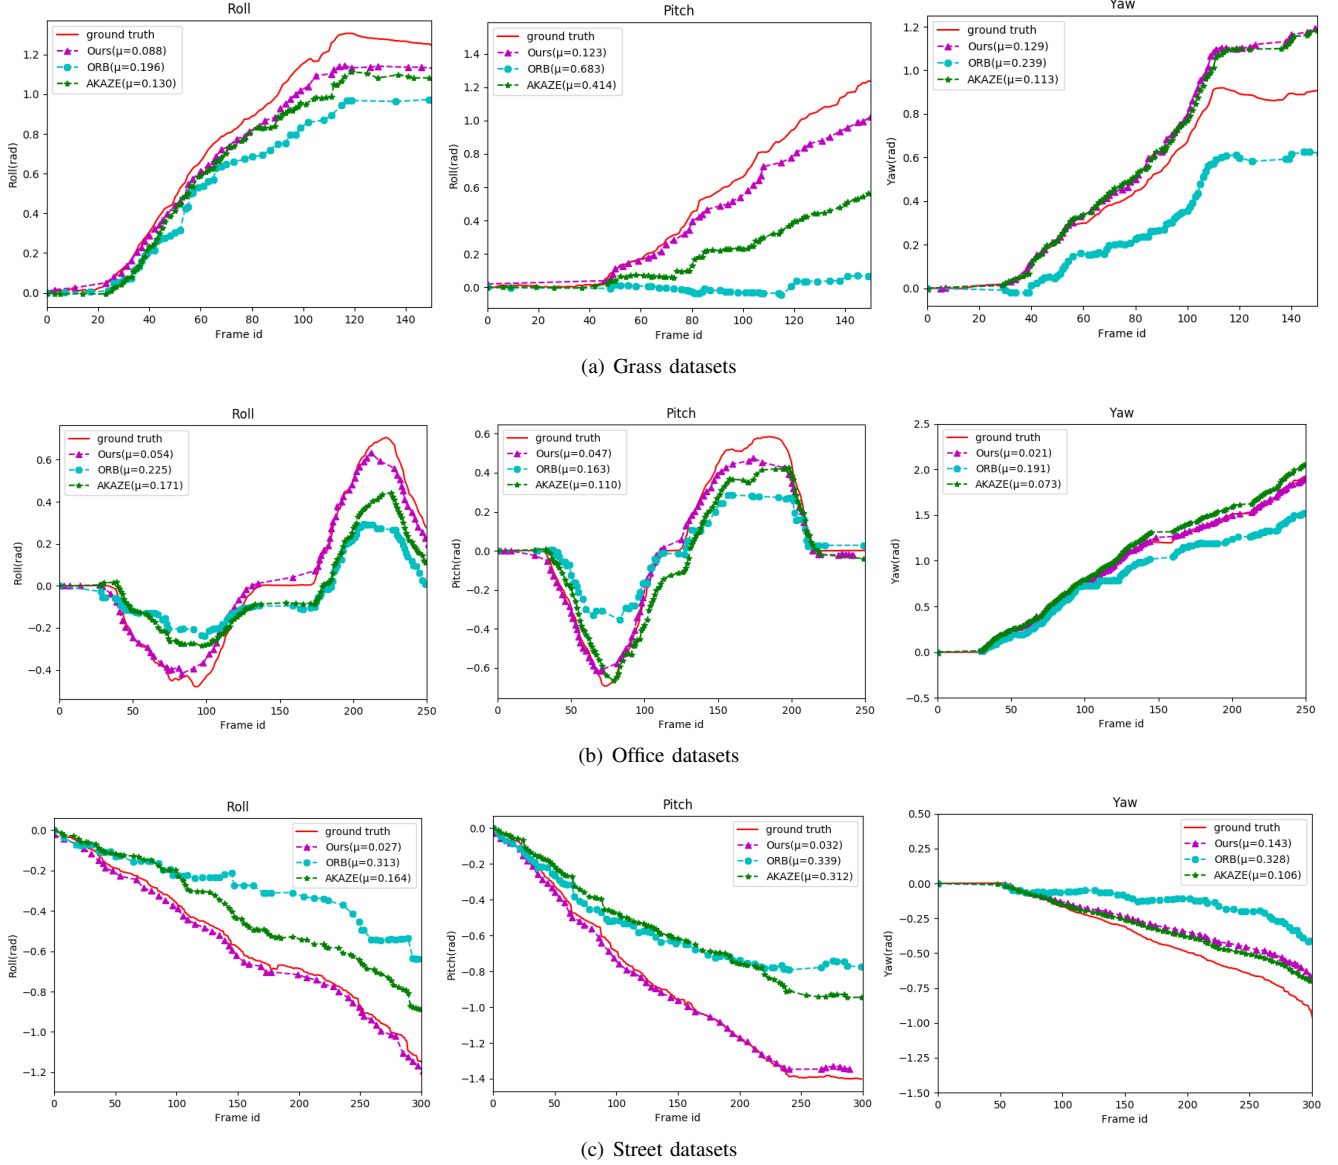 Roll
ground truth
Ours(μ=0.088)
ORB(μ=0.196)
AKAZE(μ=0.130)
1.2
1.0
0.8
0.6
0.4
0.2
0.0
Roll(rad)
0 20 40 60 80 100 120 140
Frame id
Pitch
ground truth
Ours(μ=0.123)
ORB(μ=0.683)
AKAZE(μ=0.414)
1.4
1.2
1.0
0.8
0.6
0.4
0.2
0.0
Roll(rad)
0 20 40 60 80 100 120 140
Frame id
Yaw
ground truth
Ours(μ=0.129)
ORB(μ=0.239)
AKAZE(μ=0.113)
1.2
1.0
0.8
0.6
0.4
0.2
0.0
Yaw(rad)
0 20 40 60 80 100 120 140
Frame id
(a) Grass datasets
Roll
ground truth
Ours(μ=0.054)
ORB(μ=0.225)
AKAZE(μ=0.171)
0.6
0.4
0.2
0.0
−0.2
−0.4
Roll(rad)
0 50 100 150 200 250
Frame id
Pitch
ground truth
Ours(μ=0.047)
ORB(μ=0.163)
AKAZE(μ=0.110)
0.6
0.4
0.2
0.0
−0.2
−0.4
−0.6
Pitch(rad)
0 50 100 150 200 250
Frame id
Yaw
ground truth
Ours(μ=0.021)
ORB(μ=0.191)
AKAZE(μ=0.073)
2.5
2.0
1.5
1.0
0.5
0.0
−0.5
Yaw(rad)
0 50 100 150 200 250
Frame id
(b) Office datasets
Roll
ground truth
Ours(μ=0.027)
ORB(μ=0.313)
AKAZE(μ=0.164)
0.0
−0.2
−0.4
−0.6
−0.8
−1.0
−1.2
Roll(rad)
0 50 100 150 200 250 300
Frame id
Pitch
ground truth
Ours(μ=0.032)
ORB(μ=0.339)
AKAZE(μ=0.312)
0.0
−0.2
−0.4
−0.6
−0.8
−1.0
−1.2
−1.4
Pitch(rad)
0 50 100 150 200 250 300
Frame id
Yaw
ground truth
Ours(μ=0.143)
ORB(μ=0.328)
AKAZE(μ=0.106)
0.50
0.25
0.00
−0.25
−0.50
−0.75
−1.00
−1.25
−1.50
Yaw(rad)
0 50 100 150 200 250 300
Frame id
(c) Street datasets